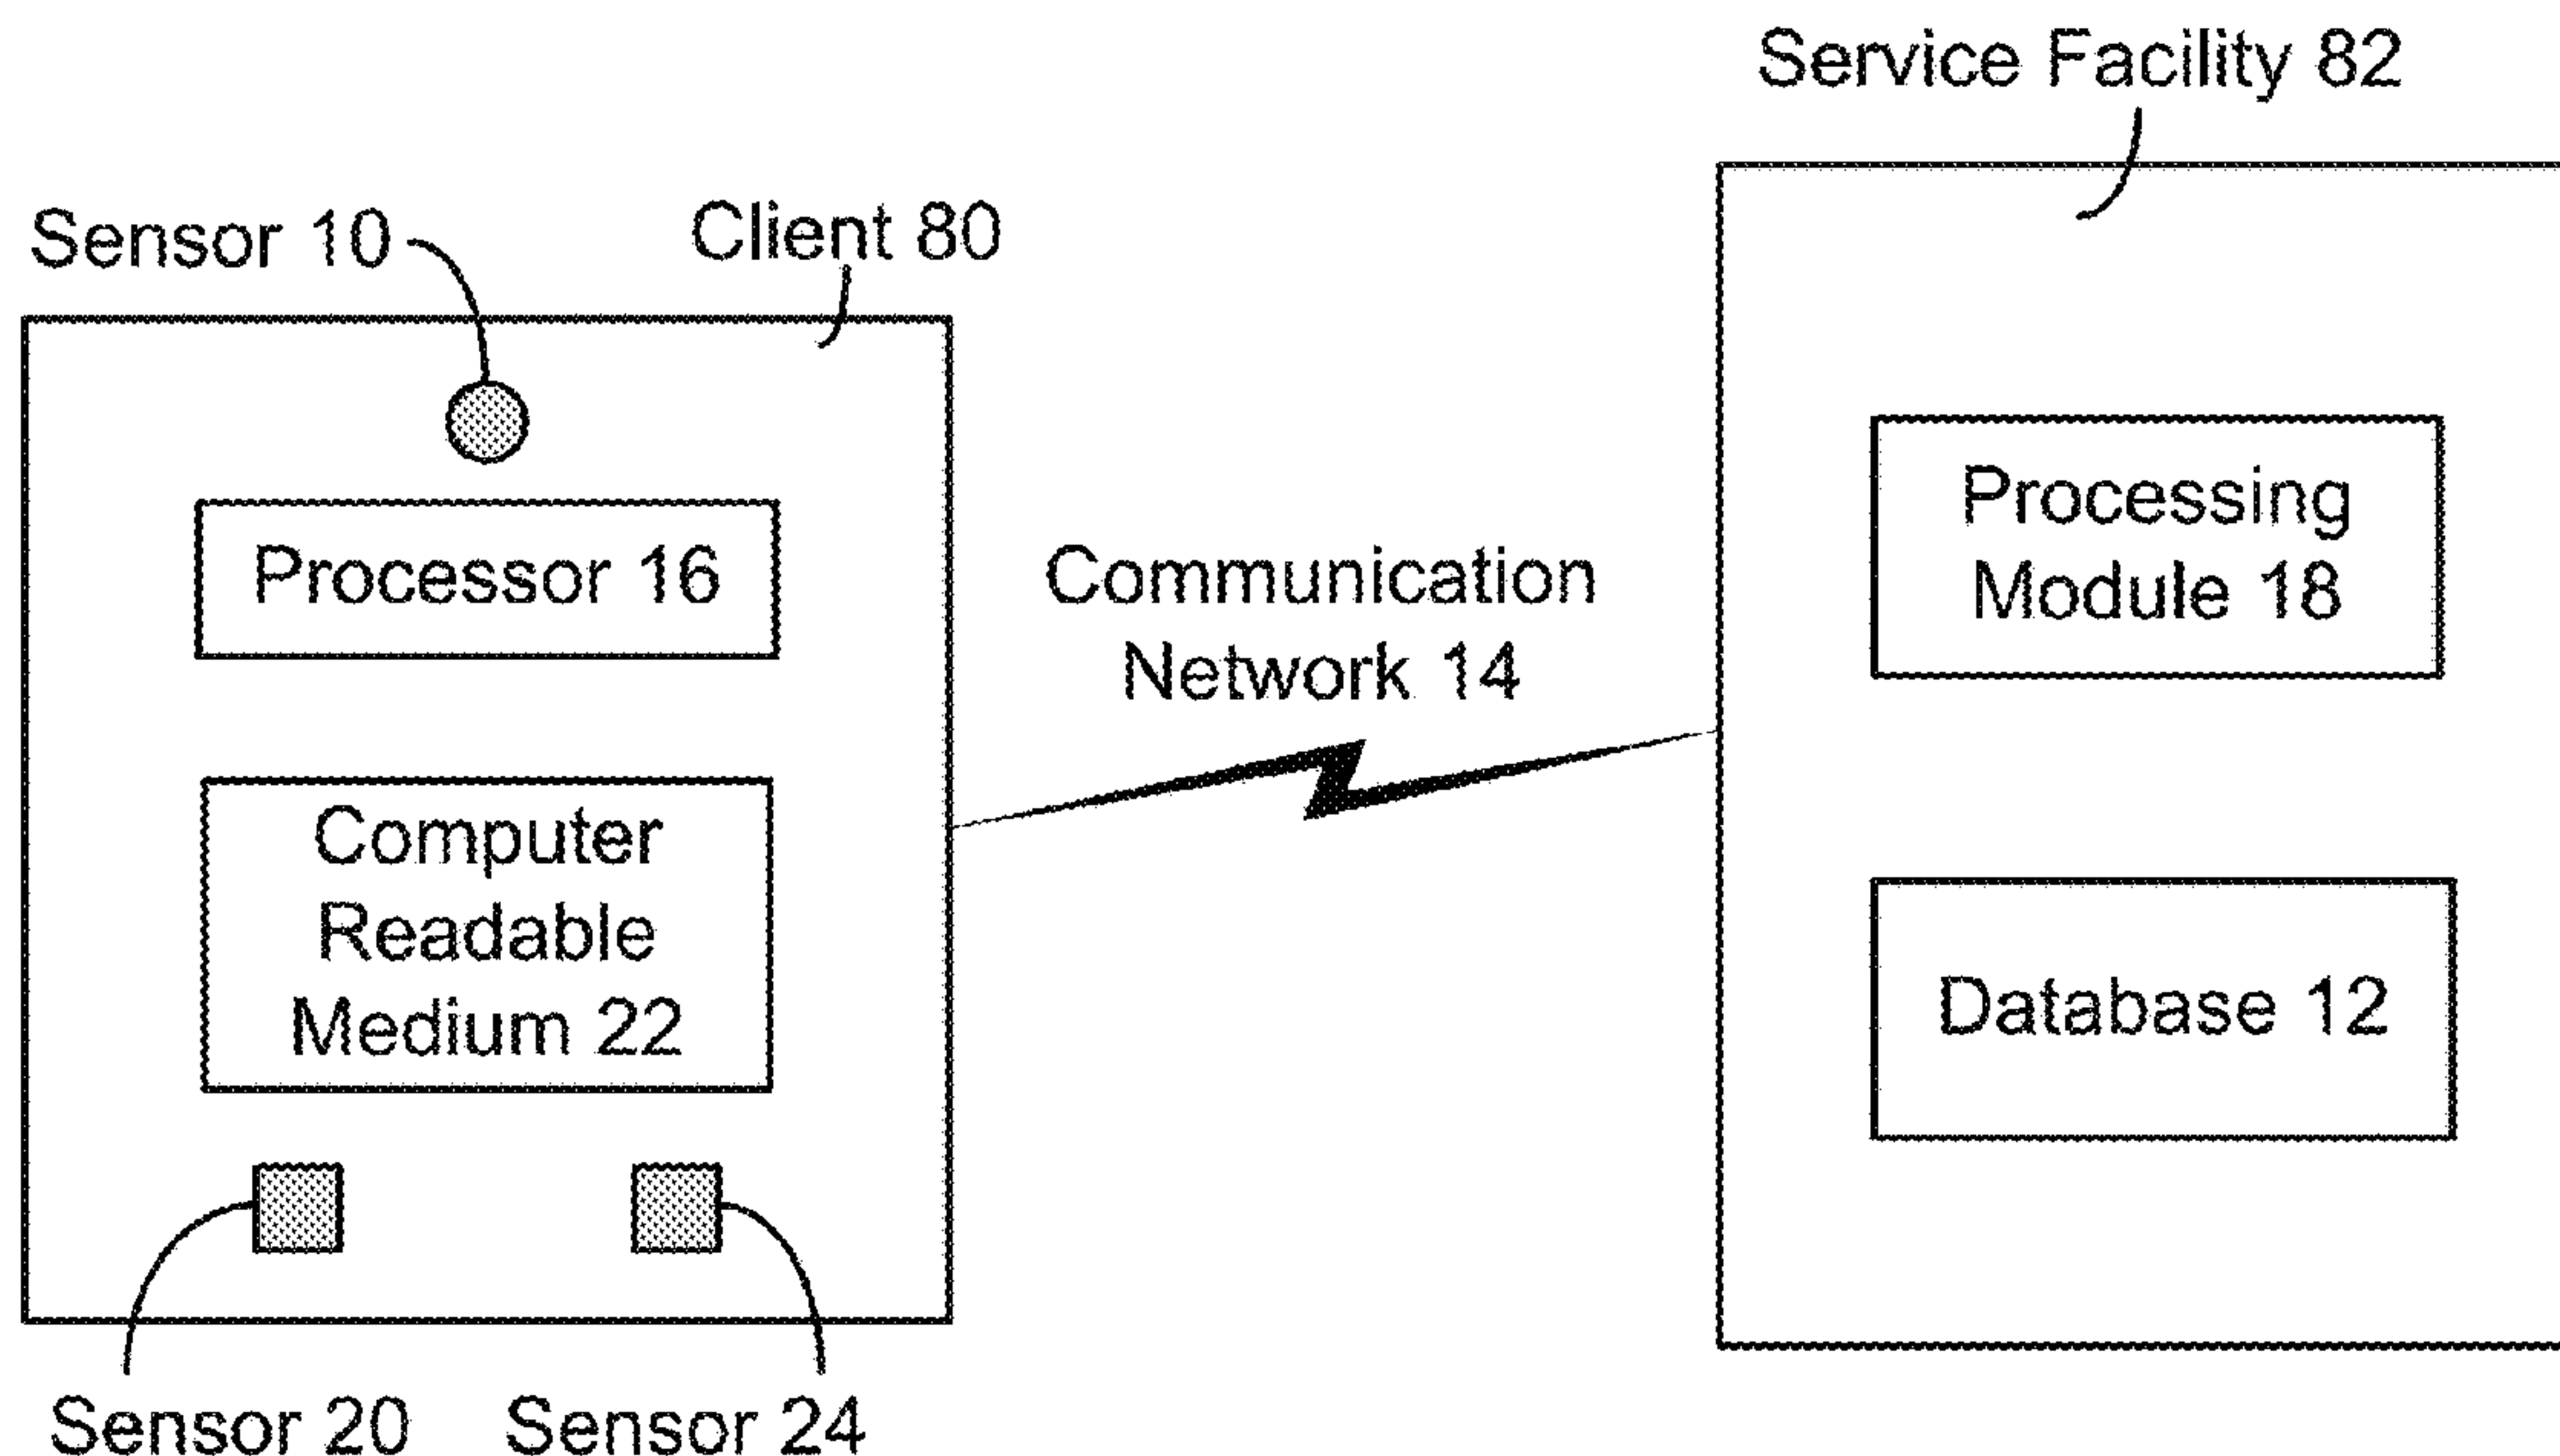 Service Facility 82
Sensor 10
Client 80
Processor 16
Communication
Network 14
Processing
Module 18
Computer
Readable
Medium 22
Database 12
Sensor 20
Sensor 24